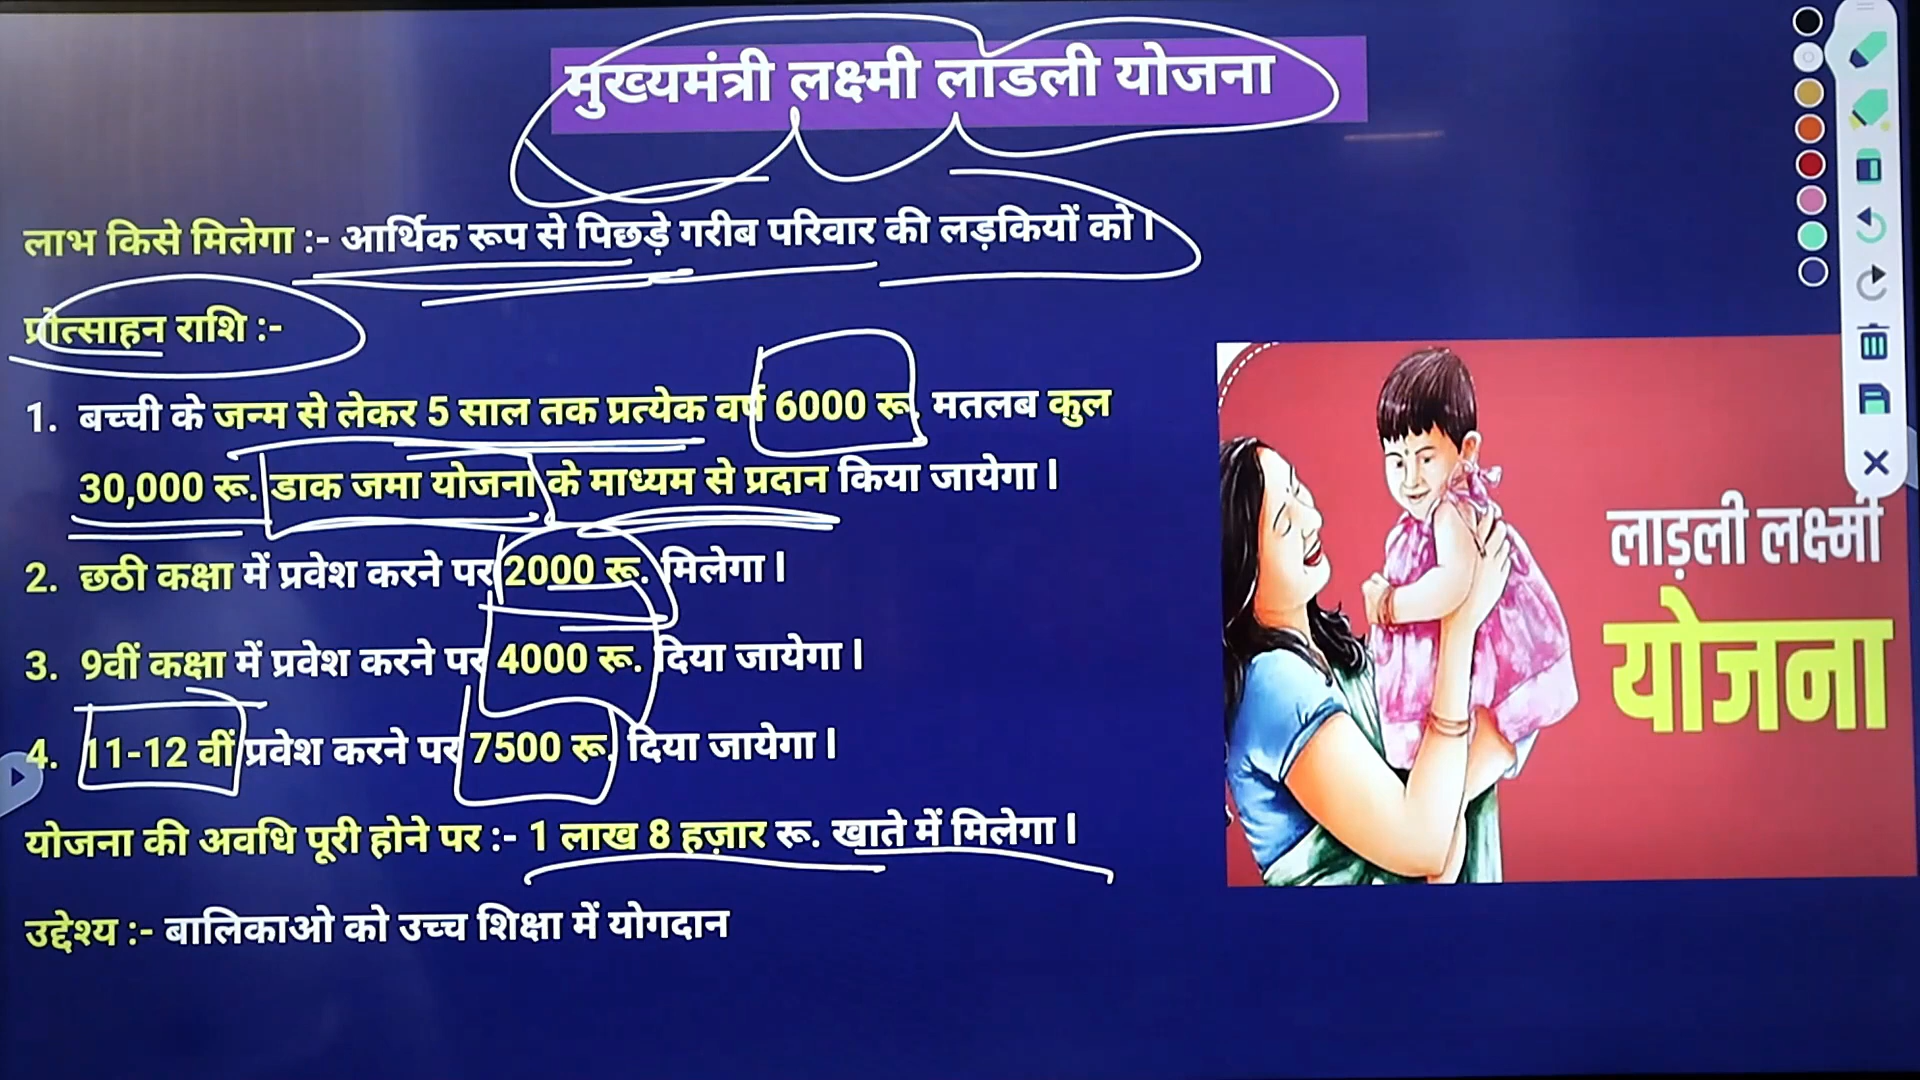 मुख्यमंत्री लक्ष्मी लाडली योजना
लाभ किसे मिलेगा :- आर्थिक रूप से पिछड़े गरीब परिवार की लड़कियों को।
प्रोत्साहन राशि :-
1. बच्ची के जन्म से लेकर 5 साल तक प्रत्येक वर्ष 6000 रू. मतलब कुल
30,000 रू. डाक जमा योजना के माध्यम से प्रदान किया जायेगा।
2. छठी कक्षा में प्रवेश करने पर 2000 रू. मिलेगा।
3. 9वीं कक्षा में प्रवेश करने पर 4000 रू. दिया जायेगा।
4. 11-12 वीं प्रवेश करने पर 7500 रू. दिया जायेगा।
योजना की अवधि पूरी होने पर :- 1 लाख 8 हज़ार रू. खाते में मिलेगा।
उद्देश्य :- बालिकाओ को उच्च शिक्षा में योगदान
लाड़ली लक्ष्मी
योजना